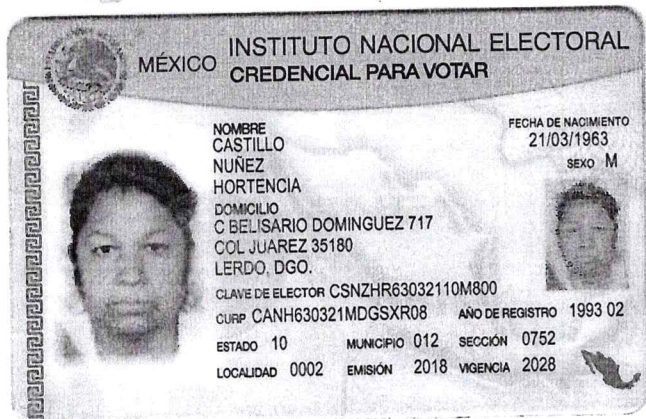 MÉXICO
INSTITUTO NACIONAL ELECTORAL
CREDENCIAL PARA VOTAR
NOMBRE
CASTILLO
NUÑEZ
HORTENCIA
FECHA DE NACIMIENTO
21/03/1963
SEXO M
DOMICILIO
C BELISARIO DOMINGUEZ 717
COL JUAREZ 35180
LERDO, DGO.
CLAVE DE ELECTOR CSNZHR63032110M800
CURP CANH630321MDGSXR08 AÑO DE REGISTRO 1993 02
ESTADO 10 MUNICIPIO 012 SECCIÓN 0752
LOCALIDAD 0002 EMISIÓN 2018 VIGENCIA 2028